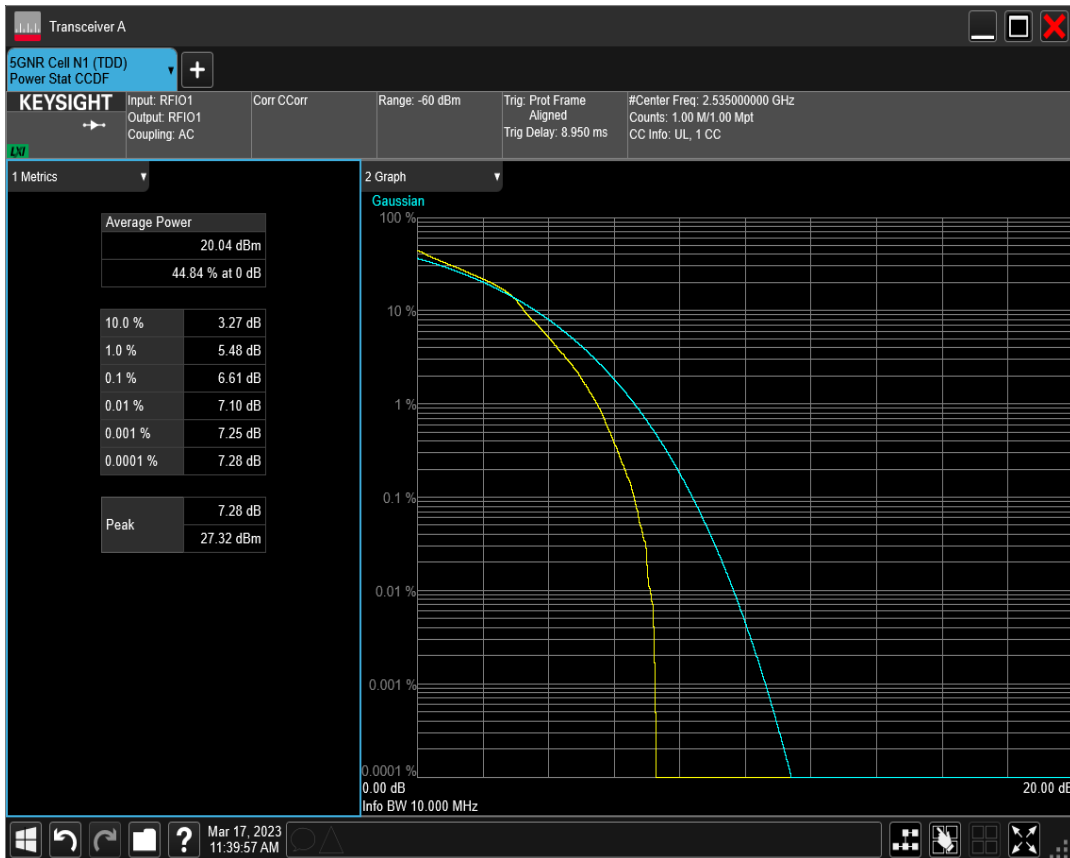 Transceiver A
5GNR Cell N1 (TDD)
Power Stat CCDF
+
KEYSIGHT
LXI
Input: RFIO1
Output: RFIO1
Coupling: AC
Corr CCorr
Range: -60 dBm
Trig: Prot Frame
Aligned
Trig Delay: 8.950 ms
#Center Freq: 2.535000000 GHz
Counts: 1.00 M/1.00 Mpt
CC Info: UL, 1 CC
1 Metrics
Average Power
20.04 dBm
44.84 % at 0 dB
10.0 % 3.27 dB
1.0 % 5.48 dB
0.1 % 6.61 dB
0.01 % 7.10 dB
0.001 % 7.25 dB
0.0001 % 7.28 dB
Peak
7.28 dB
27.32 dBm
2 Graph
Gaussian
100 %
10 %
1 %
0.1 %
0.01 %
0.001 %
0.0001 %
0.00 dB 20.00 dB
Info BW 10.000 MHz
?
Mar 17, 2023
11:39:57 AM